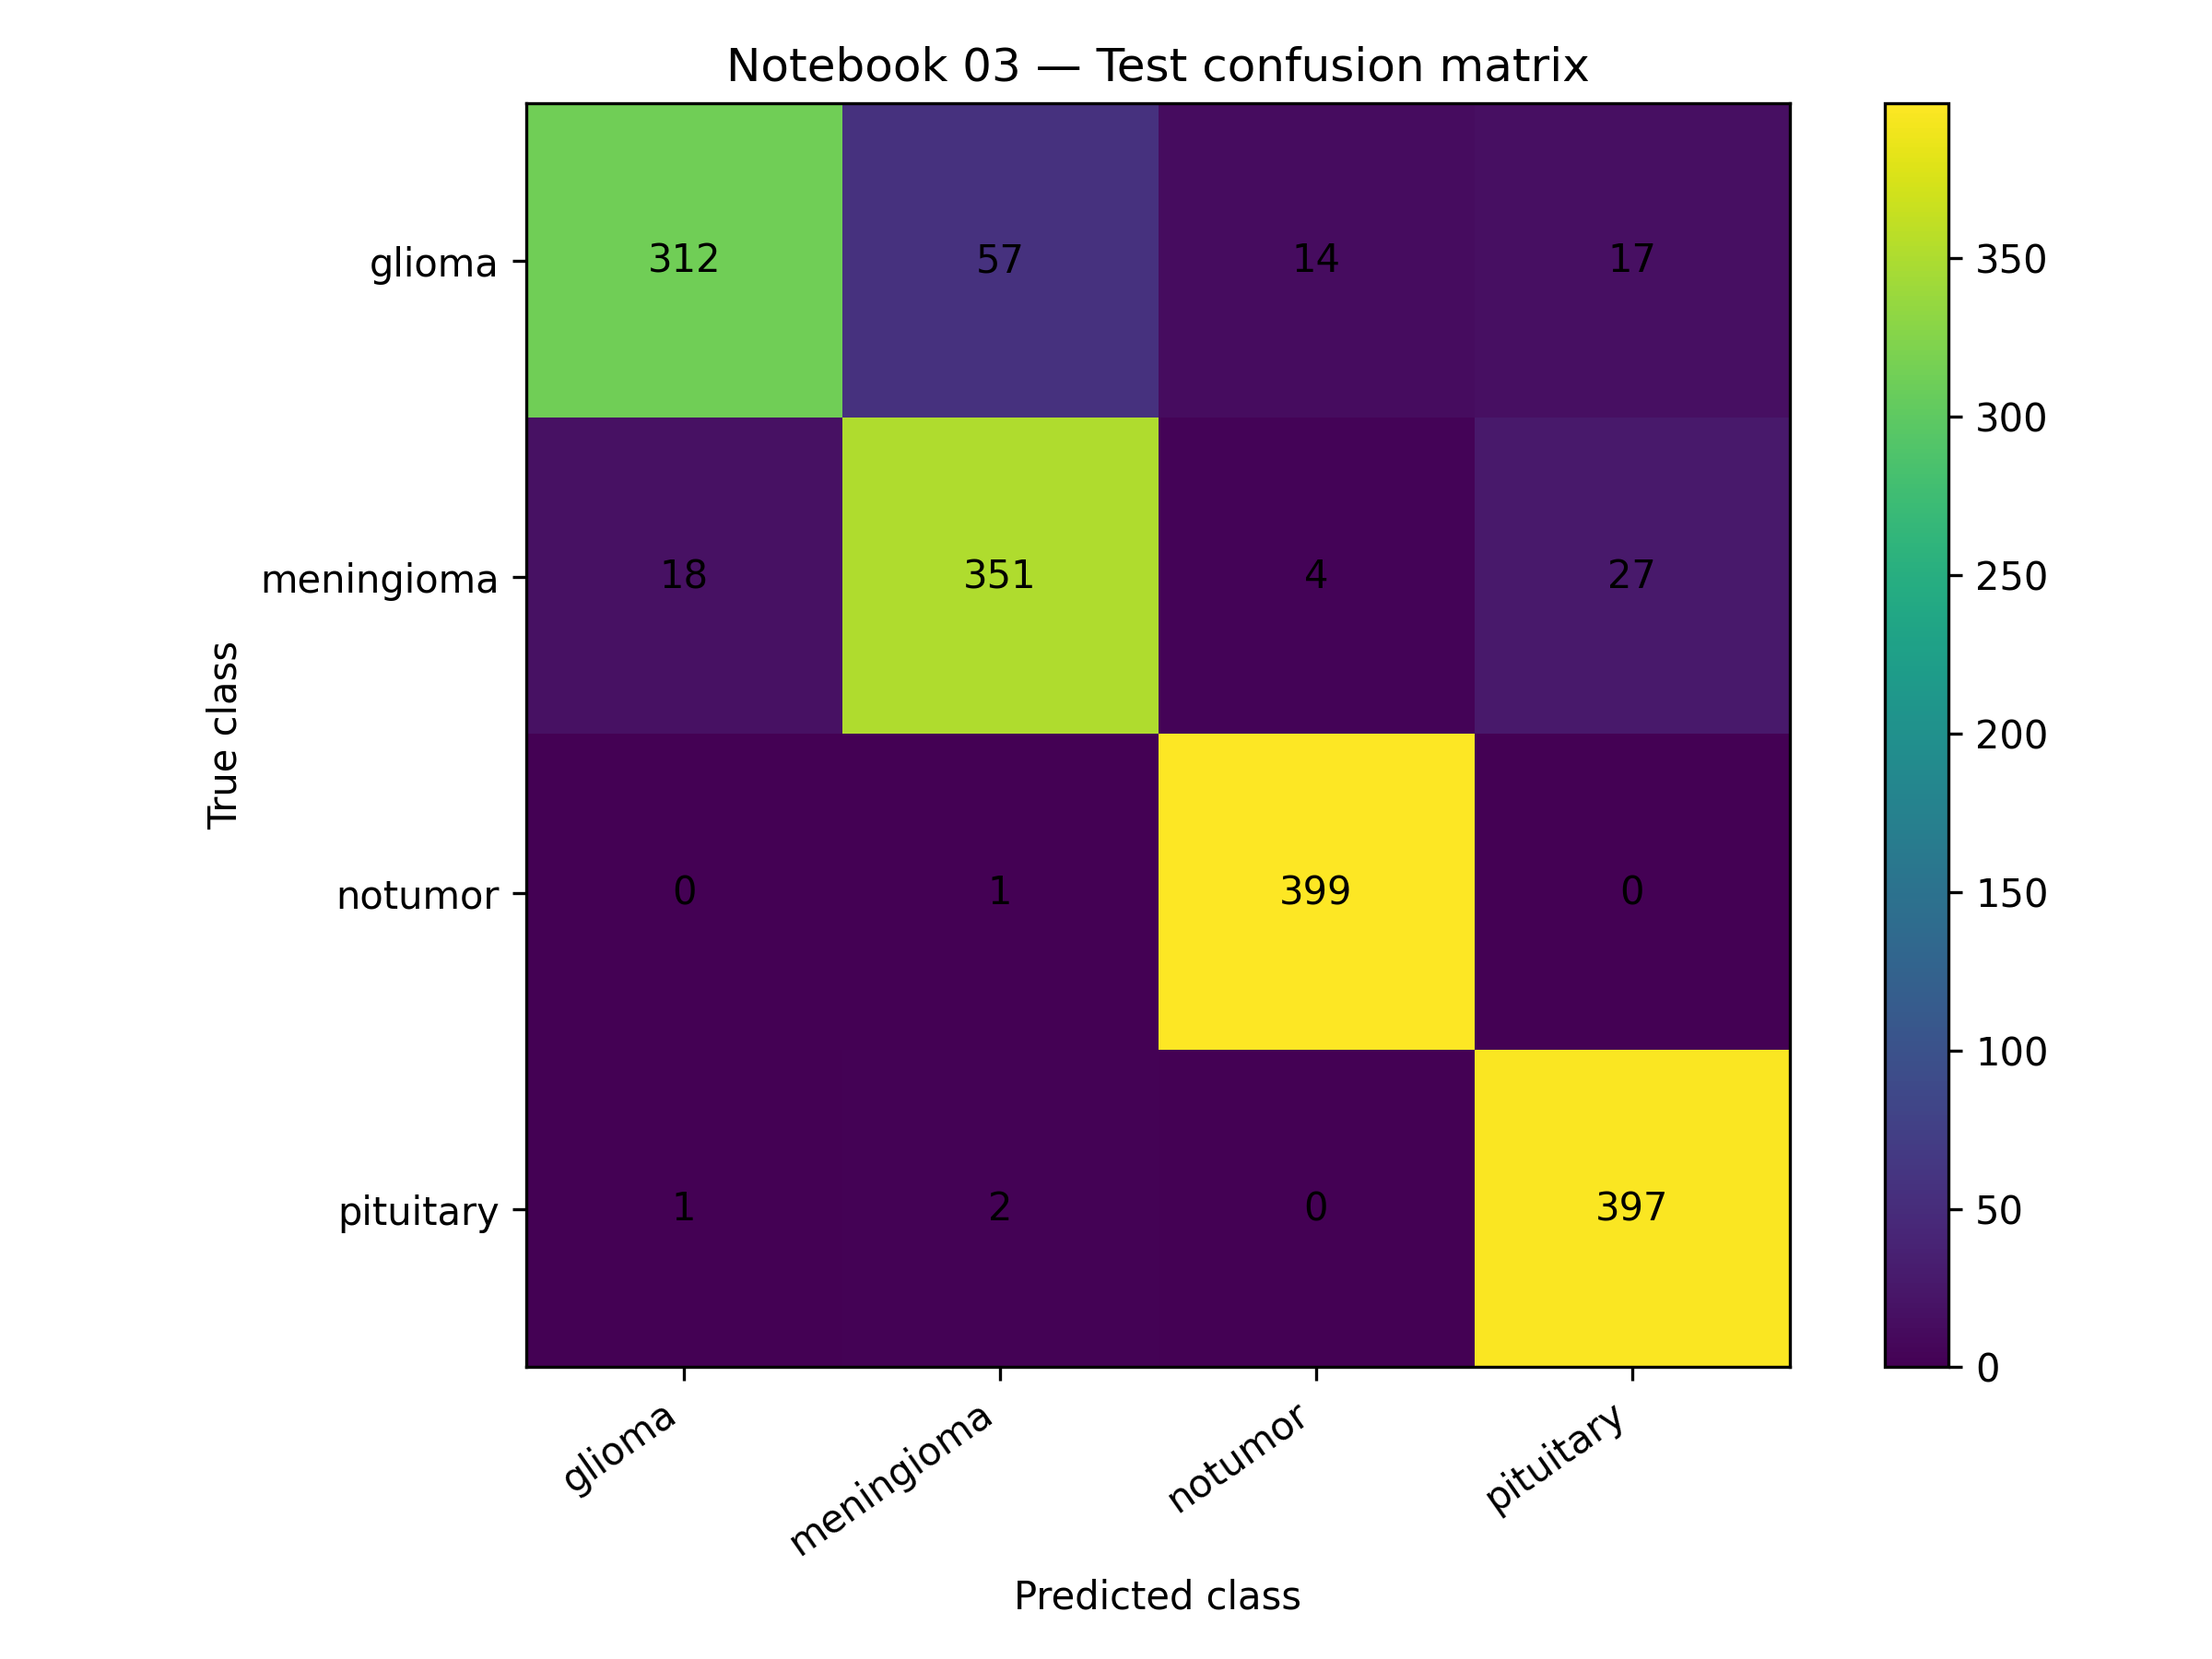 Notebook 03 — Test confusion matrix
glioma 312 57 14 17
meningioma 18 351 4 27
notumor 0 1 399 0
pituitary 1 2 0 397
True class
glioma meningioma notumor pituitary
Predicted class
350
300
250
200
150
100
50
0